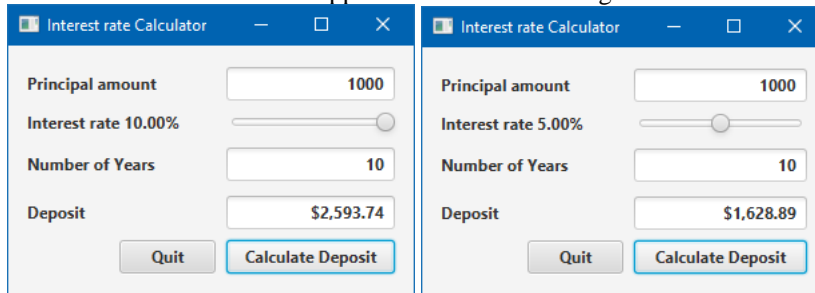 Interest rate Calculator
Principal amount 1000
Interest rate 10.00%
Number of Years 10
Deposit $2,593.74
Quit Calculate Deposit
Interest rate Calculator
Principal amount 1000
Interest rate 5.00%
Number of Years 10
Deposit $1,628.89
Quit Calculate Deposit